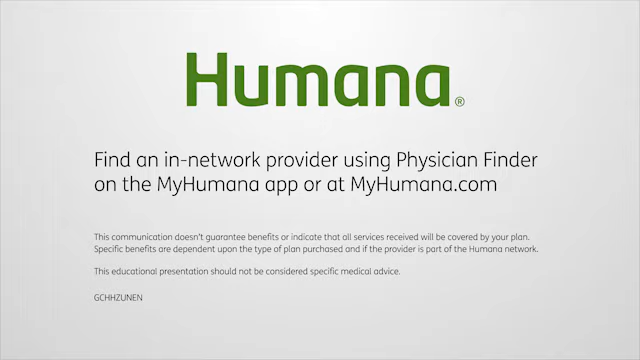 Humana®
Find an in-network provider using Physician Finder
on the MyHumana app or at MyHumana.com
This communication doesn't guarantee benefits or indicate that all services received will be covered by your plan.
Specific benefits are dependent upon the type of plan purchased and if the provider is part of the Humana network.
This educational presentation should not be considered specific medical advice.
GCHHZUNEN